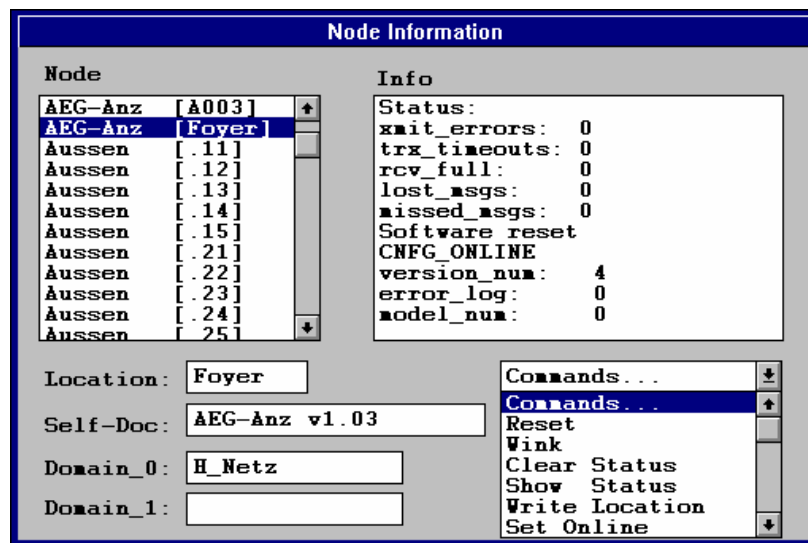 Node Information
Node
AEG-Anz [A003]
AEG-Anz [Foyer]
Aussen [.11]
Aussen [.12]
Aussen [.13]
Aussen [.14]
Aussen [.15]
Aussen [.21]
Aussen [.22]
Aussen [.23]
Aussen [.24]
Aussen [.25]
Info
Status:
xmit_errors: 0
trx_timeouts: 0
rcv_full: 0
lost_msgs: 0
missed_msgs: 0
Software reset
CNFG_ONLINE
version_num: 4
error_log: 0
model_num: 0
Location: Foyer
Self-Doc: AEG-Anz v1.03
Domain_0: H_Netz
Domain_1:
Commands...
Commands...
Reset
Wink
Clear Status
Show Status
Write Location
Set Online